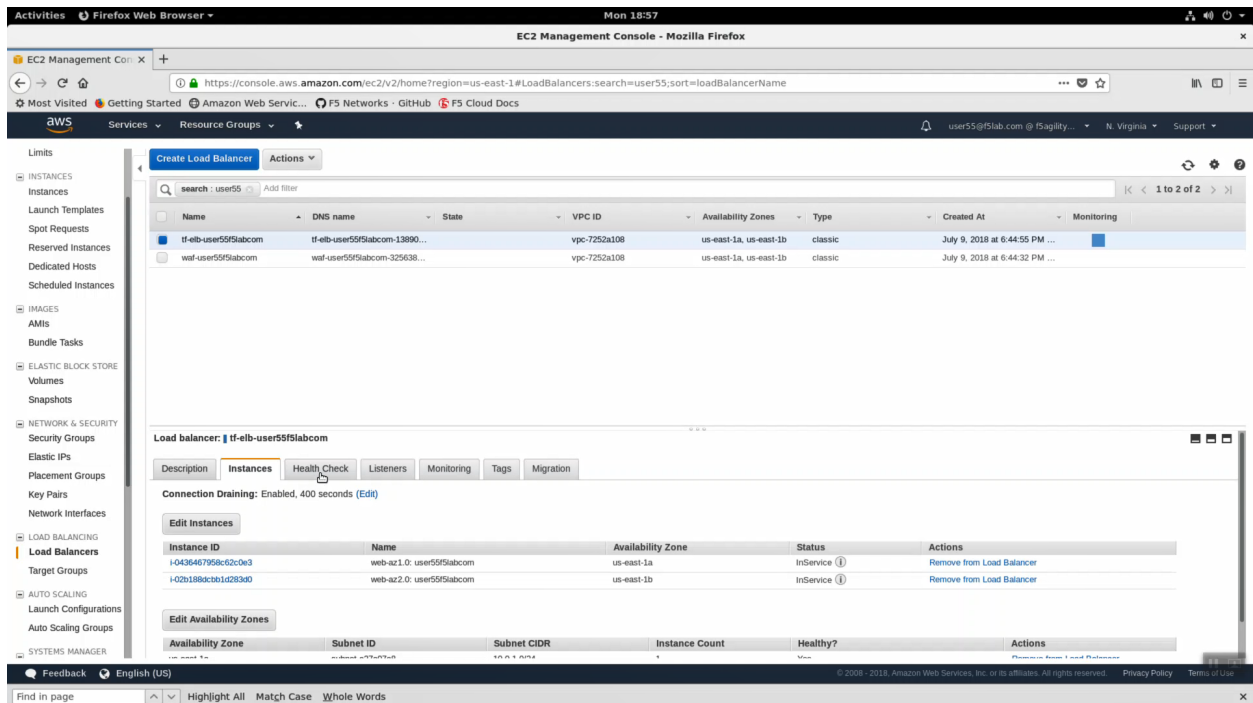 Activities Firefox Web Browser Mon 18:57
EC2 Management Console - Mozilla Firefox
EC2 Management Con
https://console.aws.amazon.com/ec2/v2/home?region=us-east-1#LoadBalancers:search=user55;sort=loadBalancerName
Most Visited Getting Started Amazon Web Servic... F5 Networks · GitHub F5 Cloud Docs
aws Services Resource Groups user55@f5lab.com @ f5agility... N. Virginia Support
Limits
INSTANCES
Instances
Launch Templates
Spot Requests
Reserved Instances
Dedicated Hosts
Scheduled Instances
IMAGES
AMIs
Bundle Tasks
ELASTIC BLOCK STORE
Volumes
Snapshots
NETWORK & SECURITY
Security Groups
Elastic IPs
Placement Groups
Key Pairs
Network Interfaces
LOAD BALANCING
Load Balancers
Target Groups
AUTO SCALING
Launch Configurations
Auto Scaling Groups
SYSTEMS MANAGER
Create Load Balancer Actions
search : user55 Add filter 1 to 2 of 2
Name DNS name State VPC ID Availability Zones Type Created At Monitoring
tf-elb-user55f5labcom tf-elb-user55f5labcom-13890... vpc-7252a108 us-east-1a, us-east-1b classic July 9, 2018 at 6:44:55 PM ...
waf-user55f5labcom waf-user55f5labcom-325638... vpc-7252a108 us-east-1a, us-east-1b classic July 9, 2018 at 6:44:32 PM ...
Load balancer: tf-elb-user55f5labcom
Description Instances Health Check Listeners Monitoring Tags Migration
Connection Draining: Enabled, 400 seconds (Edit)
Edit Instances
Instance ID Name Availability Zone Status Actions
i-0436467958c62c0e3 web-az1.0: user55f5labcom us-east-1a InService Remove from Load Balancer
i-02b188dcbb1d283d0 web-az2.0: user55f5labcom us-east-1b InService Remove from Load Balancer
Edit Availability Zones
Availability Zone Subnet ID Subnet CIDR Instance Count Healthy? Actions
Feedback English (US) © 2008 - 2018, Amazon Web Services, Inc. or its affiliates. All rights reserved. Privacy Policy Terms of Use
Find in page Highlight All Match Case Whole Words